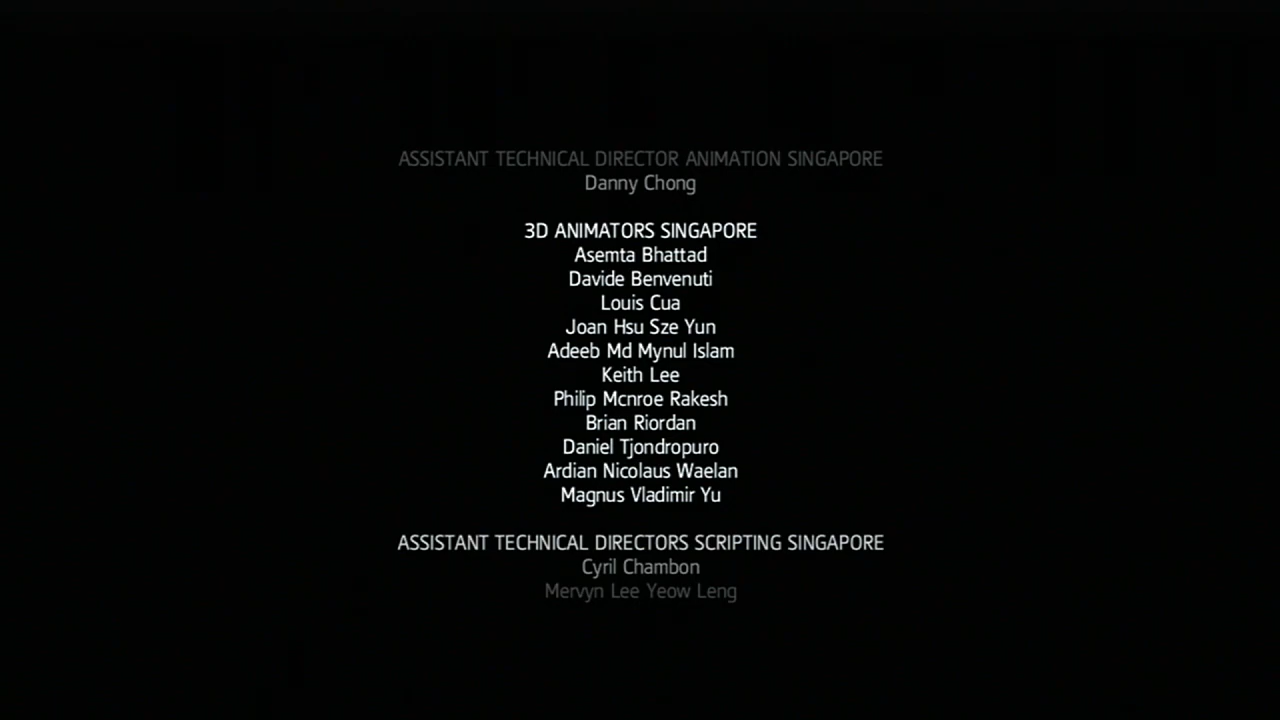 ASSISTANT TECHNICAL DIRECTOR ANIMATION SINGAPORE
Danny Chong
3D ANIMATORS SINGAPORE
Asemta Bhattad
Davide Benvenuti
Louis Cua
Joan Hsu Sze Yun
Adeeb Md Mynul Islam
Keith Lee
Philip Mcnroe Rakesh
Brian Riordan
Daniel Tjondropuro
Ardian Nicolaus Waelan
Magnus Vladimir Yu
ASSISTANT TECHNICAL DIRECTORS SCRIPTING SINGAPORE
Cyril Chambon
Mervyn Lee Yeow Leng